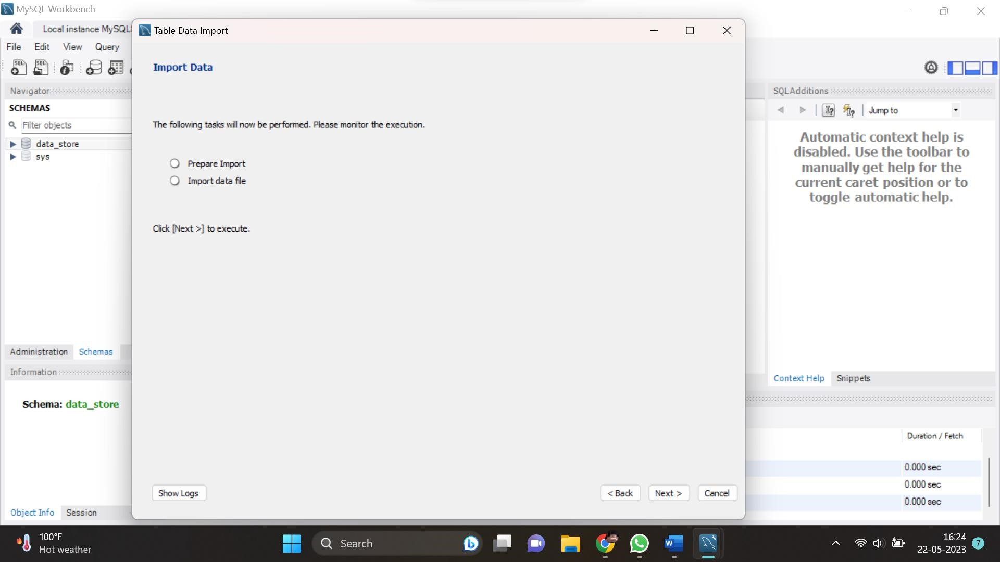 MySQL Workbench
Local instance MySQL
File Edit View Query
Table Data Import
Import Data
The following tasks will now be performed. Please monitor the execution.
Prepare Import
Import data file
Click [Next >] to execute.
Show Logs
< Back Next > Cancel
Navigator
SCHEMAS
Filter objects
data_store
sys
Administration Schemas
Information
Schema: data_store
Object Info Session
SQLAdditions
Jump to
Automatic context help is
disabled. Use the toolbar to
manually get help for the
current caret position or to
toggle automatic help.
Context Help Snippets
Duration / Fetch
0.000 sec
0.000 sec
0.000 sec
100°F
Hot weather
Search
16:24
22-05-2023
7